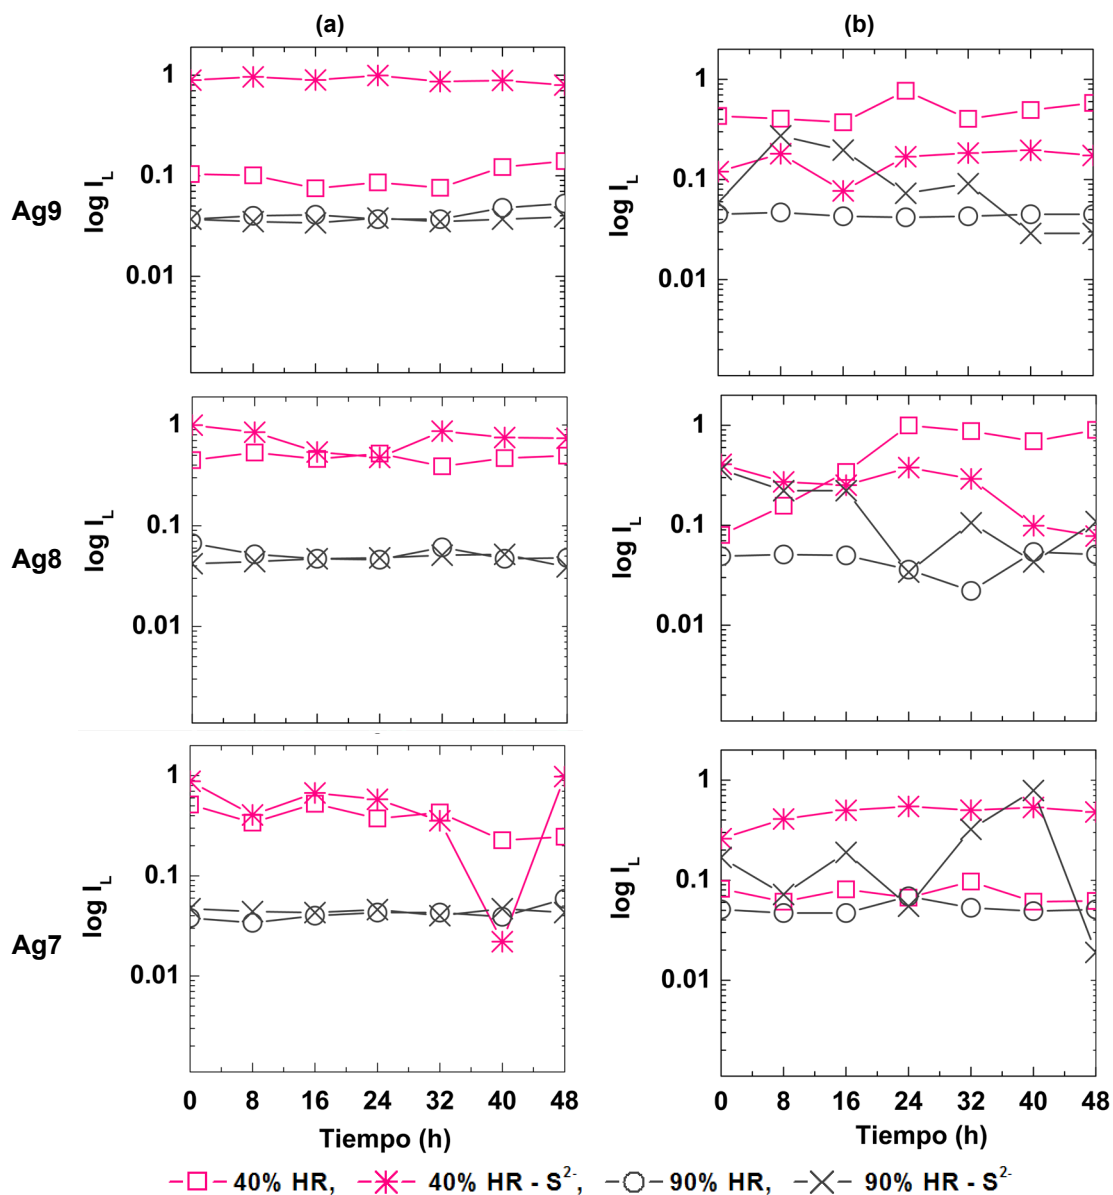 (a) (b)
Ag9
log I_L
1
0.1
0.01
log I_L
1
0.1
0.01
Ag8
log I_L
1
0.1
0.01
log I_L
1
0.1
0.01
Ag7
log I_L
1
0.1
0.01
log I_L
1
0.1
0.01
0 8 16 24 32 40 48 0 8 16 24 32 40 48
Tiempo (h) Tiempo (h)
40% HR, 40% HR - S²⁻, 90% HR, 90% HR - S²⁻